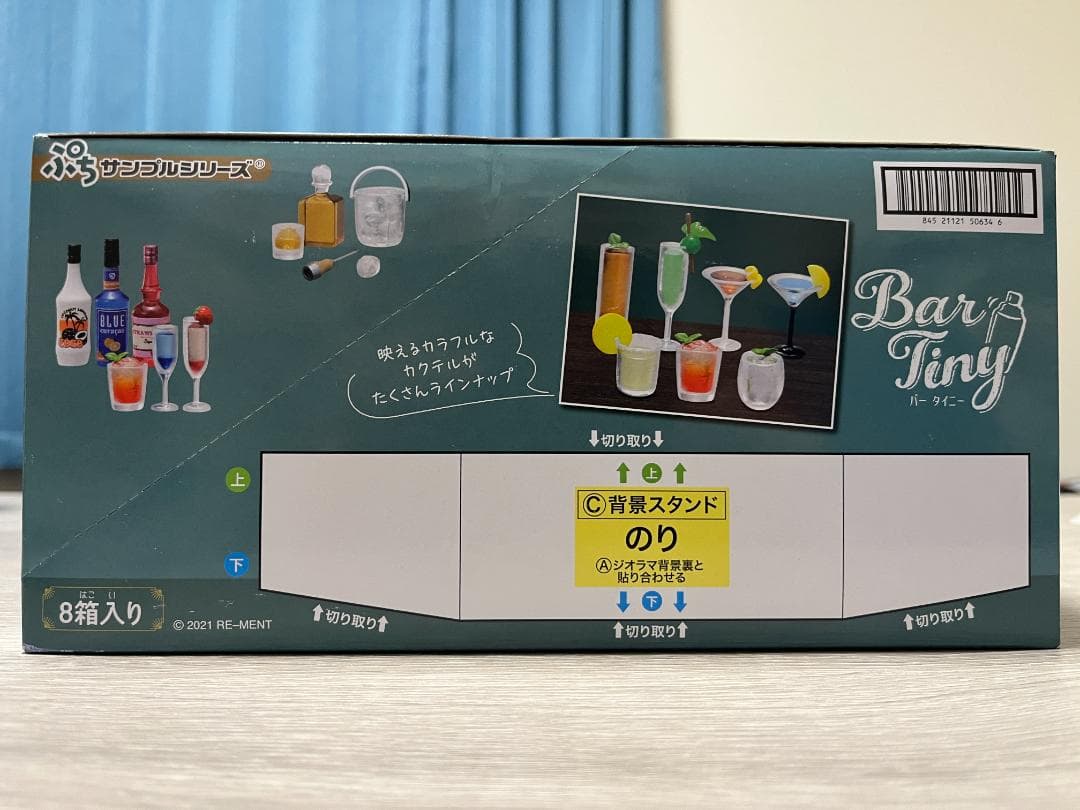 ぷちサンプルシリーズ®
845 21121 50634 6
Bar Tiny
バー タイニー
BLUE
curaçao
映えるカラフルな
カクテルが
たくさんラインナップ
↓切り取り↓
上
↑上↑
Ⓒ背景スタンド
のり
Ⓐジオラマ背景裏と
貼り合わせる
下
↓下↓
はこ い
8箱入り
© 2021 RE-MENT
↑切り取り↑
↑切り取り↑
↑切り取り↑